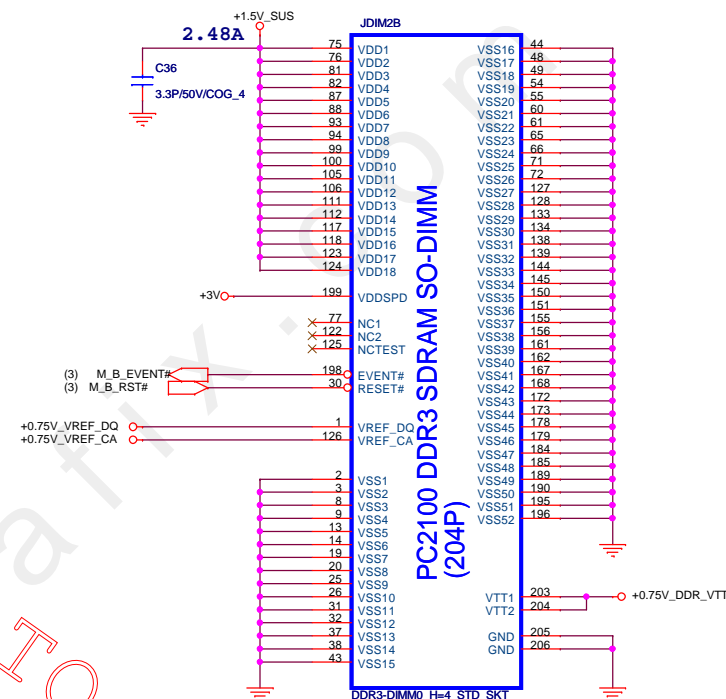 +1.5V_SUS
2.48A
C36
3.3P/50V/COG_4
JDIM2B
75 VDD1
76 VDD2
81 VDD3
82 VDD4
87 VDD5
88 VDD6
93 VDD7
94 VDD8
99 VDD9
100 VDD10
105 VDD11
106 VDD12
111 VDD13
112 VDD14
117 VDD15
118 VDD16
123 VDD17
124 VDD18
+3V 199 VDDSPD
77 NC1
122 NC2
125 NCTEST
(3) M_B_EVENT# 198 EVENT#
(3) M_B_RST# 30 RESET#
+0.75V_VREF_DQ 1 VREF_DQ
+0.75V_VREF_CA 126 VREF_CA
2 VSS1
3 VSS2
8 VSS3
9 VSS4
13 VSS5
14 VSS6
19 VSS7
20 VSS8
25 VSS9
26 VSS10
31 VSS11
32 VSS12
37 VSS13
38 VSS14
43 VSS15
PC2100 DDR3 SDRAM SO-DIMM
(204P)
VSS16 44
VSS17 48
VSS18 49
VSS19 54
VSS20 55
VSS21 60
VSS22 61
VSS23 65
VSS24 66
VSS25 71
VSS26 72
VSS27 127
VSS28 128
VSS29 133
VSS30 134
VSS31 138
VSS32 139
VSS33 144
VSS34 145
VSS35 150
VSS36 151
VSS37 155
VSS38 156
VSS39 161
VSS40 162
VSS41 167
VSS42 168
VSS43 172
VSS44 173
VSS45 178
VSS46 179
VSS47 184
VSS48 185
VSS49 189
VSS50 190
VSS51 195
VSS52 196
VTT1 203 +0.75V_DDR_VTT
VTT2 204
GND 205
GND 206
DDR3-DIMM0_H=4_STD_SKT
afix.com
TO